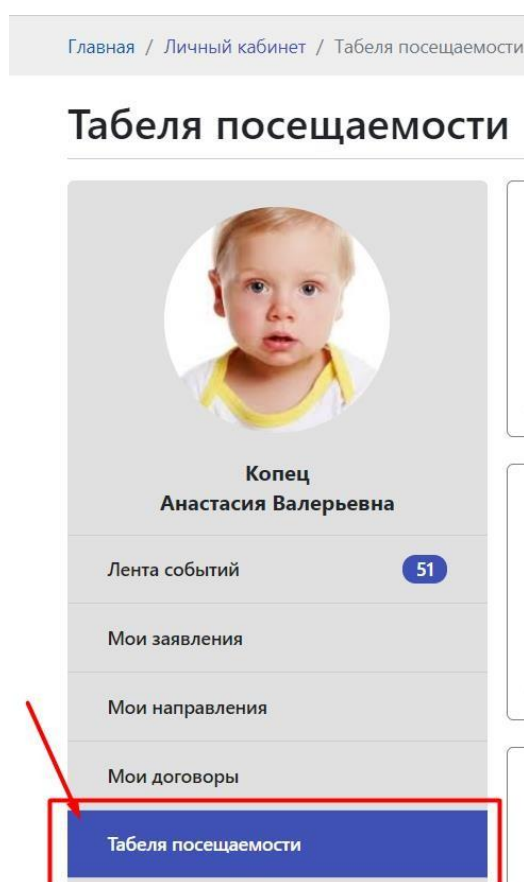 Главная / Личный кабинет / Табеля посещаемости
Табеля посещаемости
Копец
Анастасия Валерьевна
Лента событий 51
Мои заявления
Мои направления
Мои договоры
Табеля посещаемости